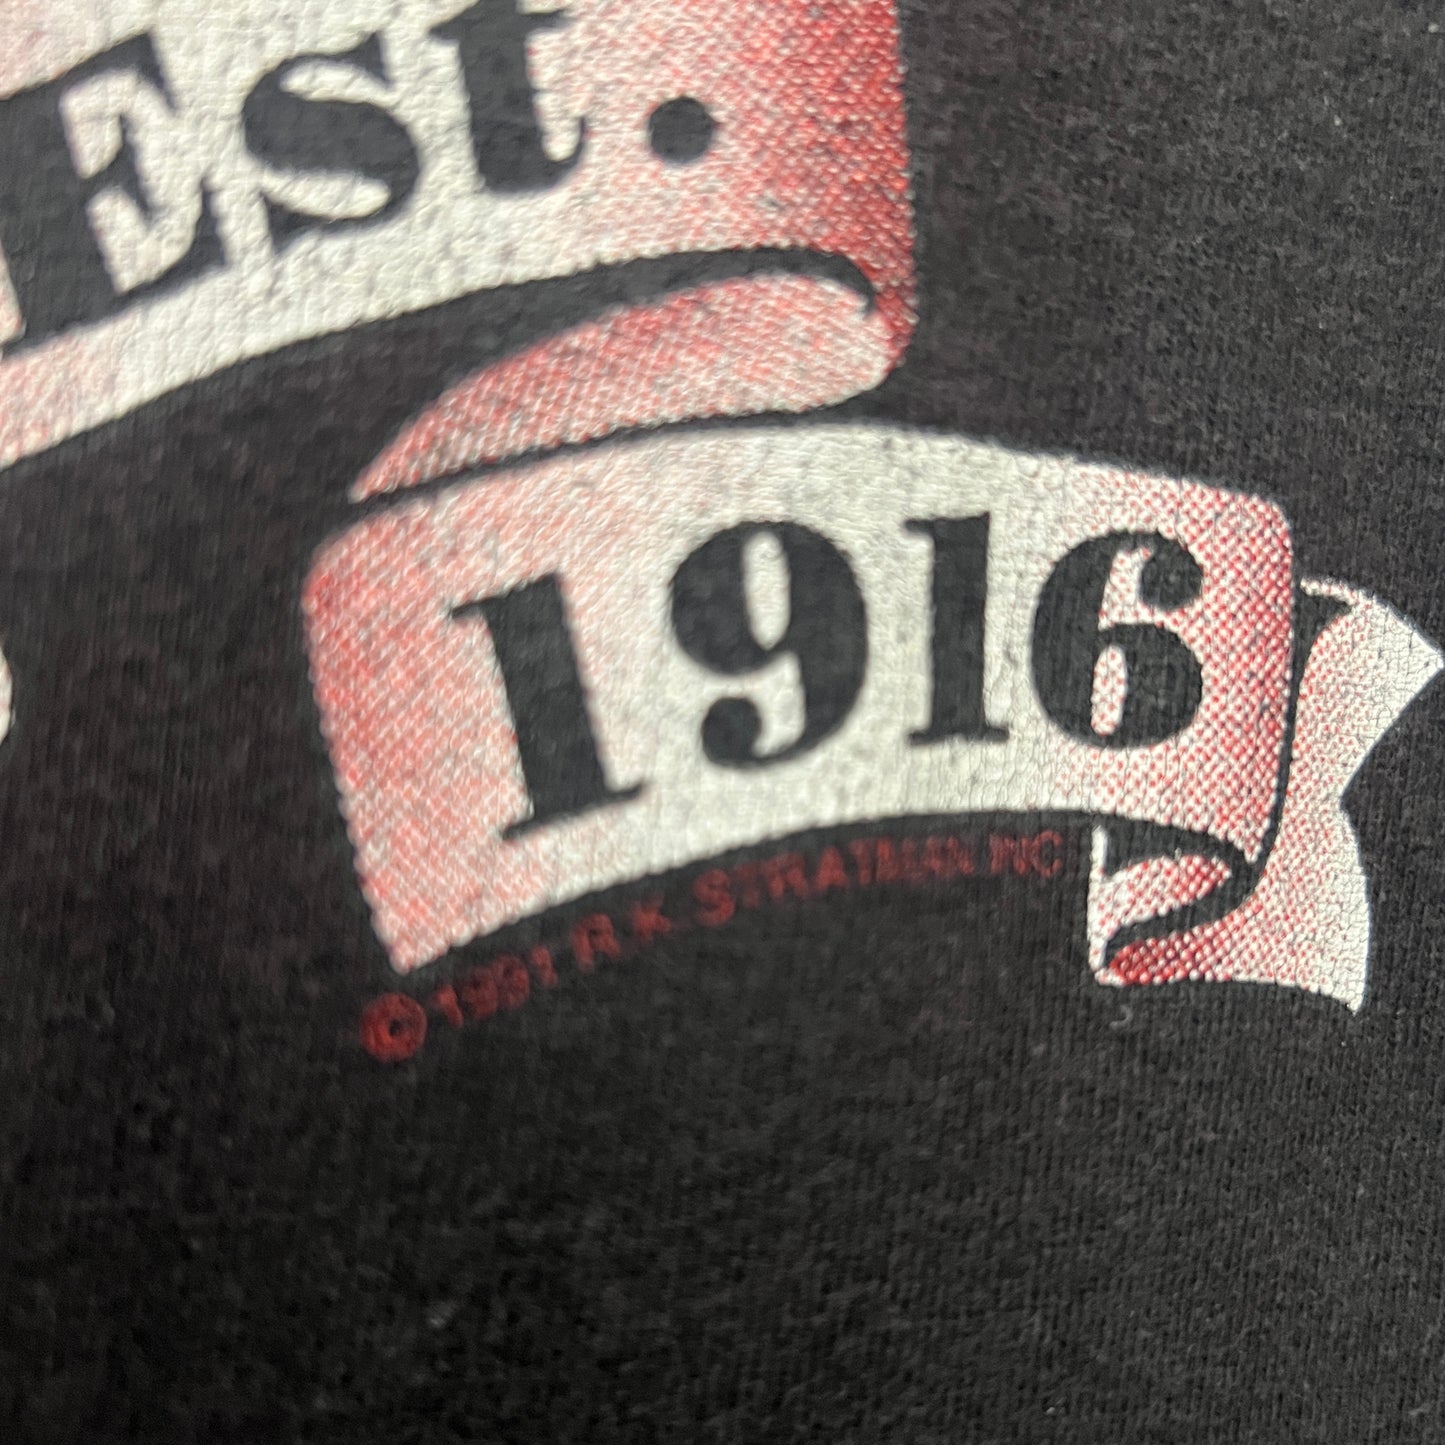 Est.
1916
© 1991 R.K. STRATMAN INC